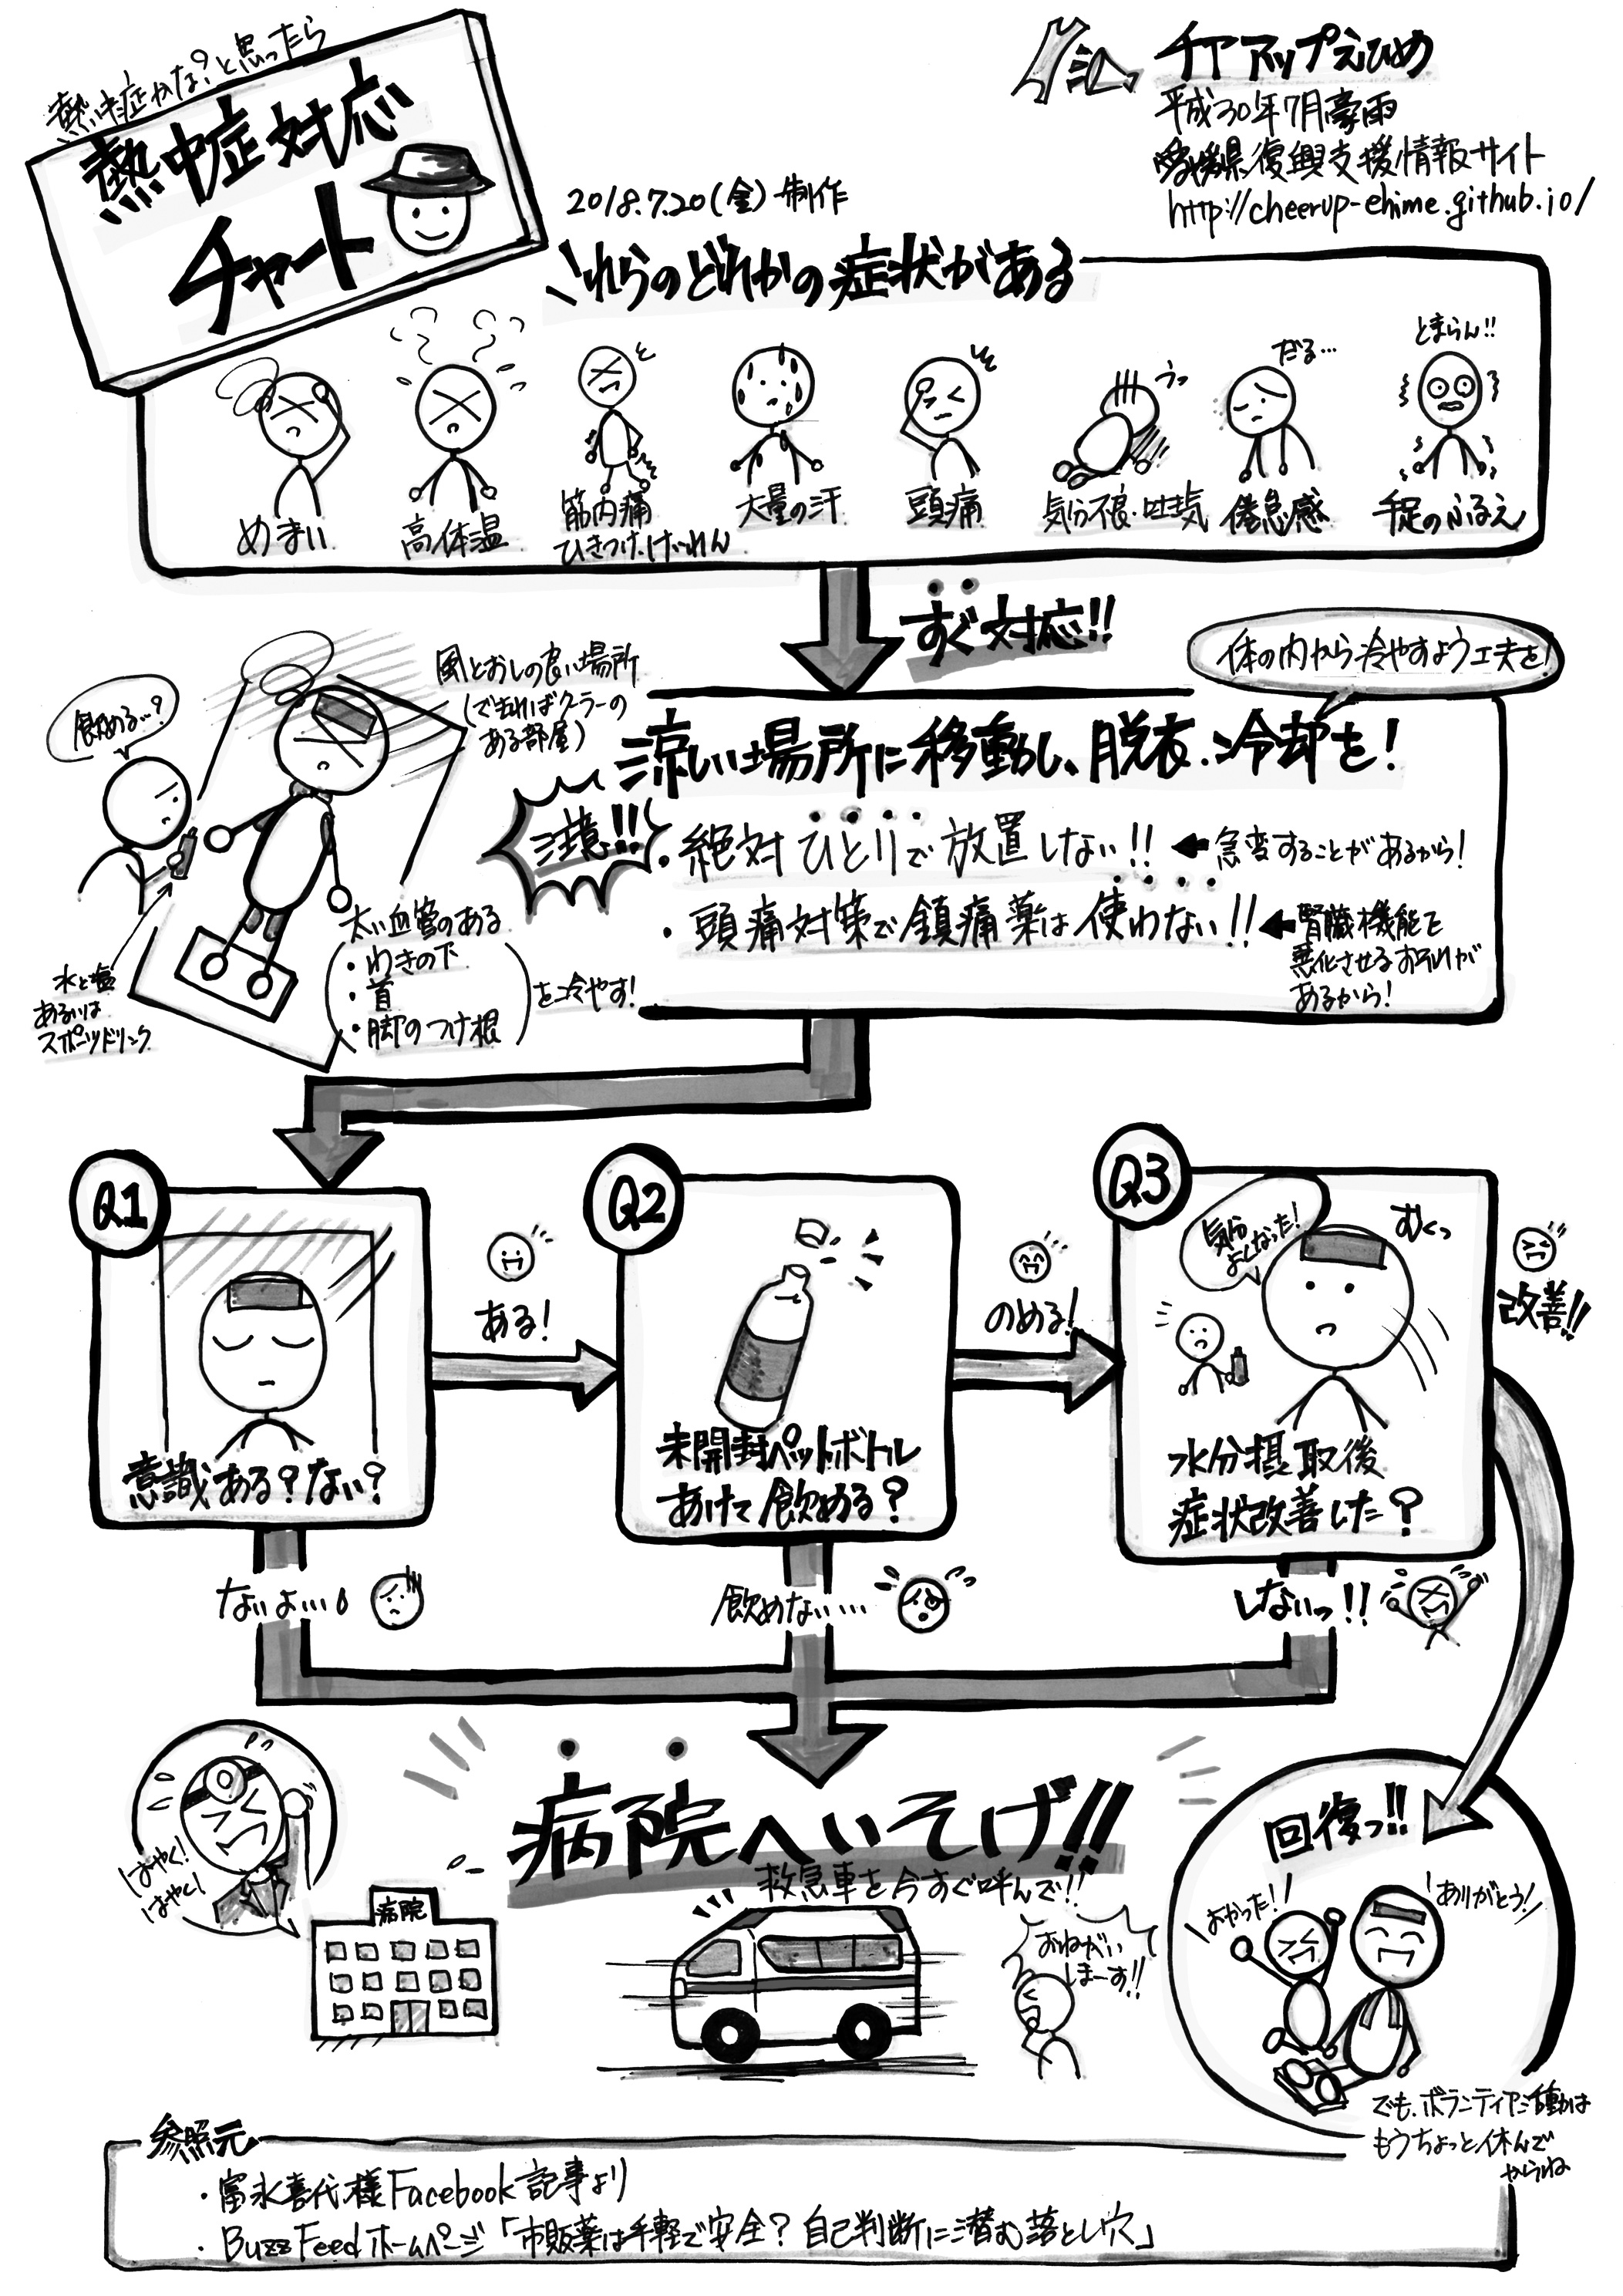 熱中症かな?と思ったら
熱中症対応
チャート
チアアップえひめ
平成30年7月豪雨
愛媛県復興支援情報サイト
http://cheerup-ehime.github.io/
2018.7.20(金)制作
これらのどれかの症状がある
とまらん!!
だる…
うっ
めまい
高体温
筋肉痛
ひきつけ.けいれん
大量の汗
頭痛
気分不良・吐き気
倦怠感
手足のふるえ
すぐ対応!!
体の内から冷やすよう工夫を!
風とおしの良い場所
(できればクーラーの
ある部屋)
飲める…?
涼しい場所に移動し、脱衣.冷却を!
注意!!
・絶対ひとりで放置しない!!←急変することがあるから!
・頭痛対策で鎮痛薬は使わない!!←腎臓機能を
悪化させるおそれが
あるから!
太い血管のある
・わきの下
・首
・脚のつけ根
を冷やす!
水と塩
あるいは
スポーツドリンク
Q1
意識ある?ない?
ある!
Q2
未開封ペットボトル
あけて飲める?
のめる!
Q3
気分
よくなった!
むくっ
水分摂取後
症状改善した?
改善!!
ないよ…
飲めない…
しないっ!!
病院へいそげ!!
救急車を今すぐ呼んで!!
はやく!
はやく!
病院
おねがい
しまーす!!
回復っ!!
よかった!
ありがとう!
でも、ボランティア活動は
もうちょっと休んで
からね
参照元
・富永喜代様Facebook記事より
・BuzzFeedホームページ「市販薬は手軽で安全?自己判断に潜む落とし穴」